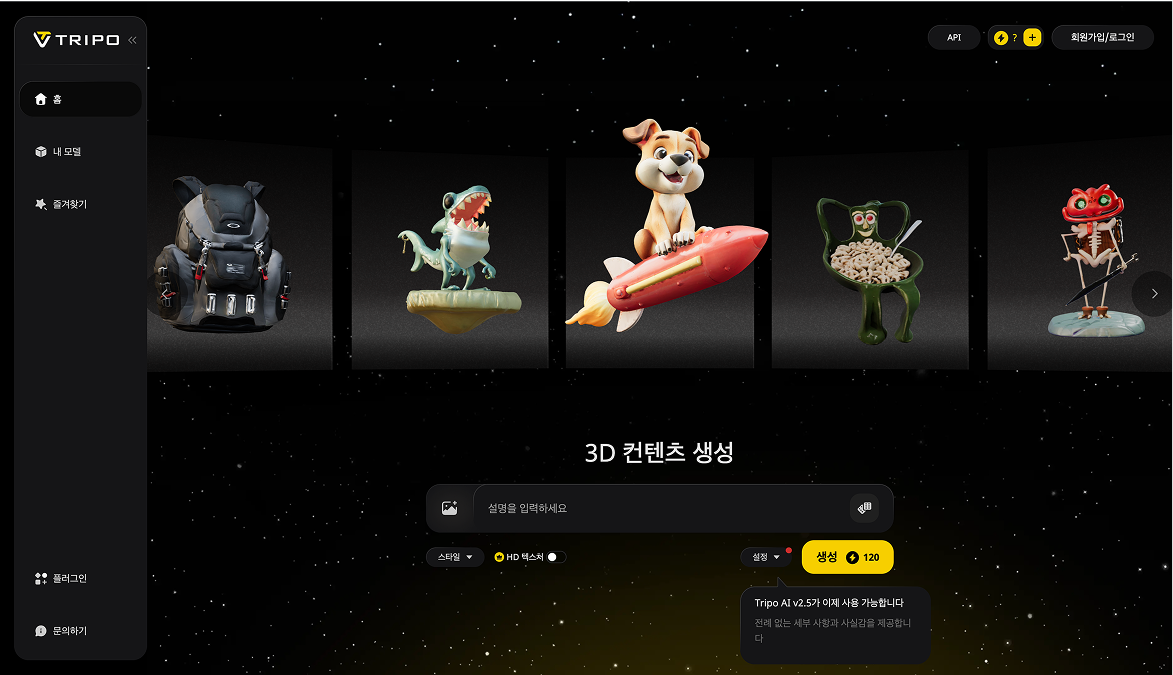 TRIPO
홈
내 모델
즐겨찾기
플러그인
문의하기
API
?
회원가입/로그인
3D 컨텐츠 생성
설명을 입력하세요
스타일
HD 텍스처
설정
생성 120
Tripo AI v2.5가 이제 사용 가능합니다
전례 없는 세부 사항과 사실감을 제공합니
다